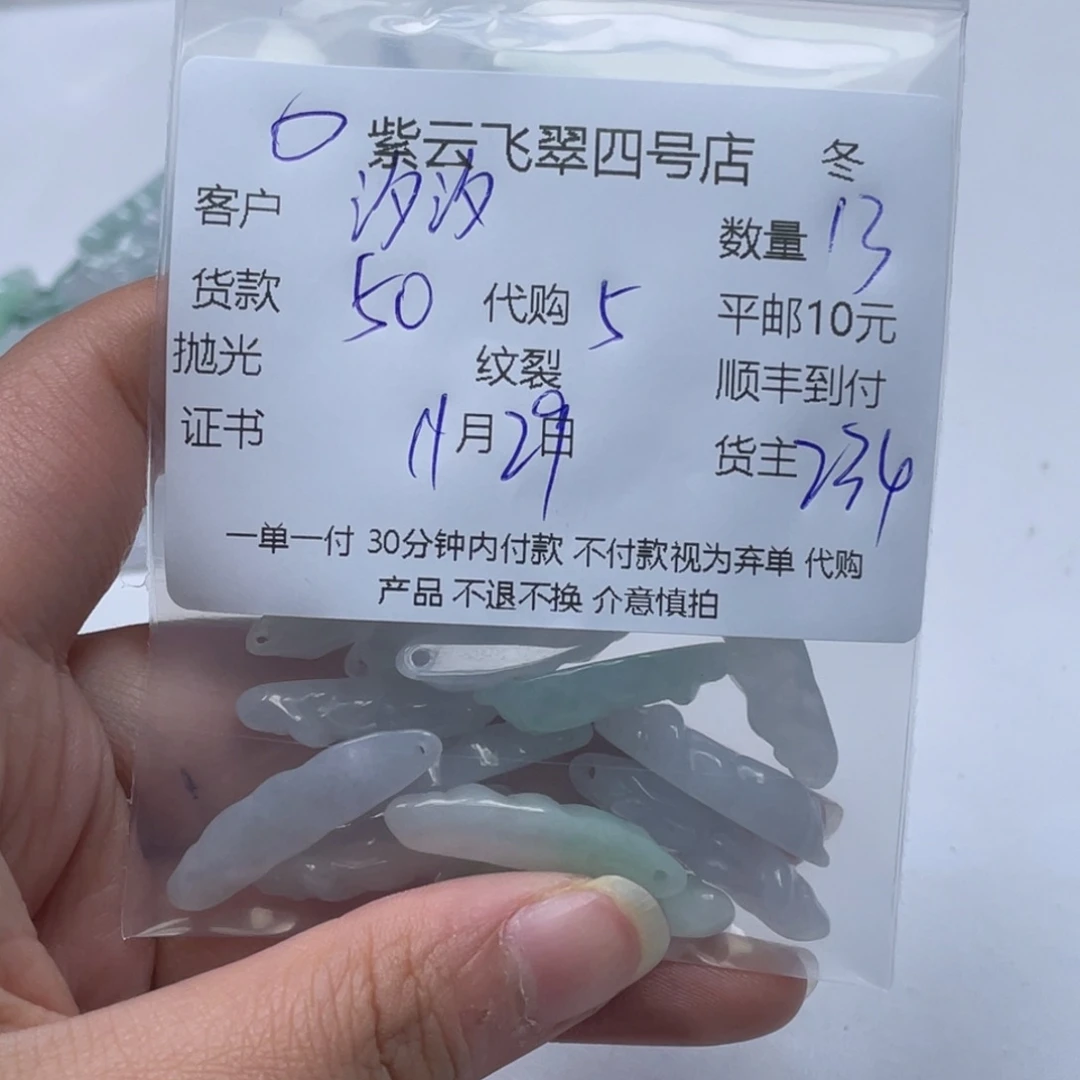 0 紫云飞翠四号店 冬
客户 汐汐 数量 13
货款 50 代购 5 平邮10元
抛光 纹裂 顺丰到付
证书 11月29日 货主 234
一单一付 30分钟内付款 不付款视为弃单 代购
产品 不退不换 介意慎拍